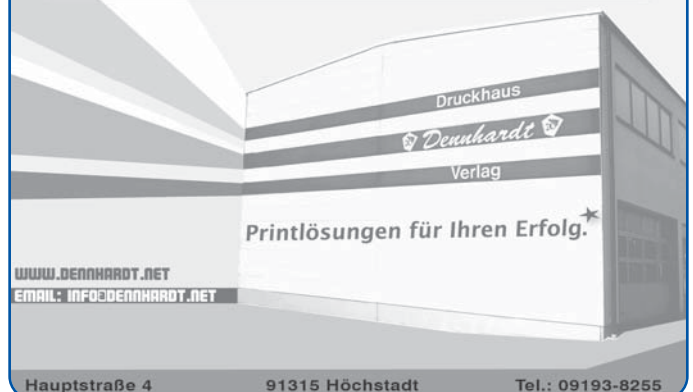 Druckhaus
Dennhardt
Verlag
Printlösungen für Ihren Erfolg.
WWW.DENNHARDT.NET
EMAIL: INFO@DENNHARDT.NET
Hauptstraße 4 91315 Höchstadt Tel.: 09193-8255